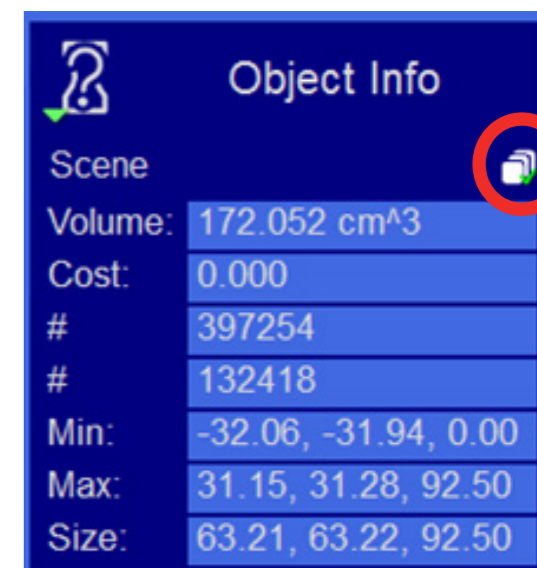 Object Info
Scene
Volume: 172.052 cm^3
Cost: 0.000
# 397254
# 132418
Min: -32.06, -31.94, 0.00
Max: 31.15, 31.28, 92.50
Size: 63.21, 63.22, 92.50